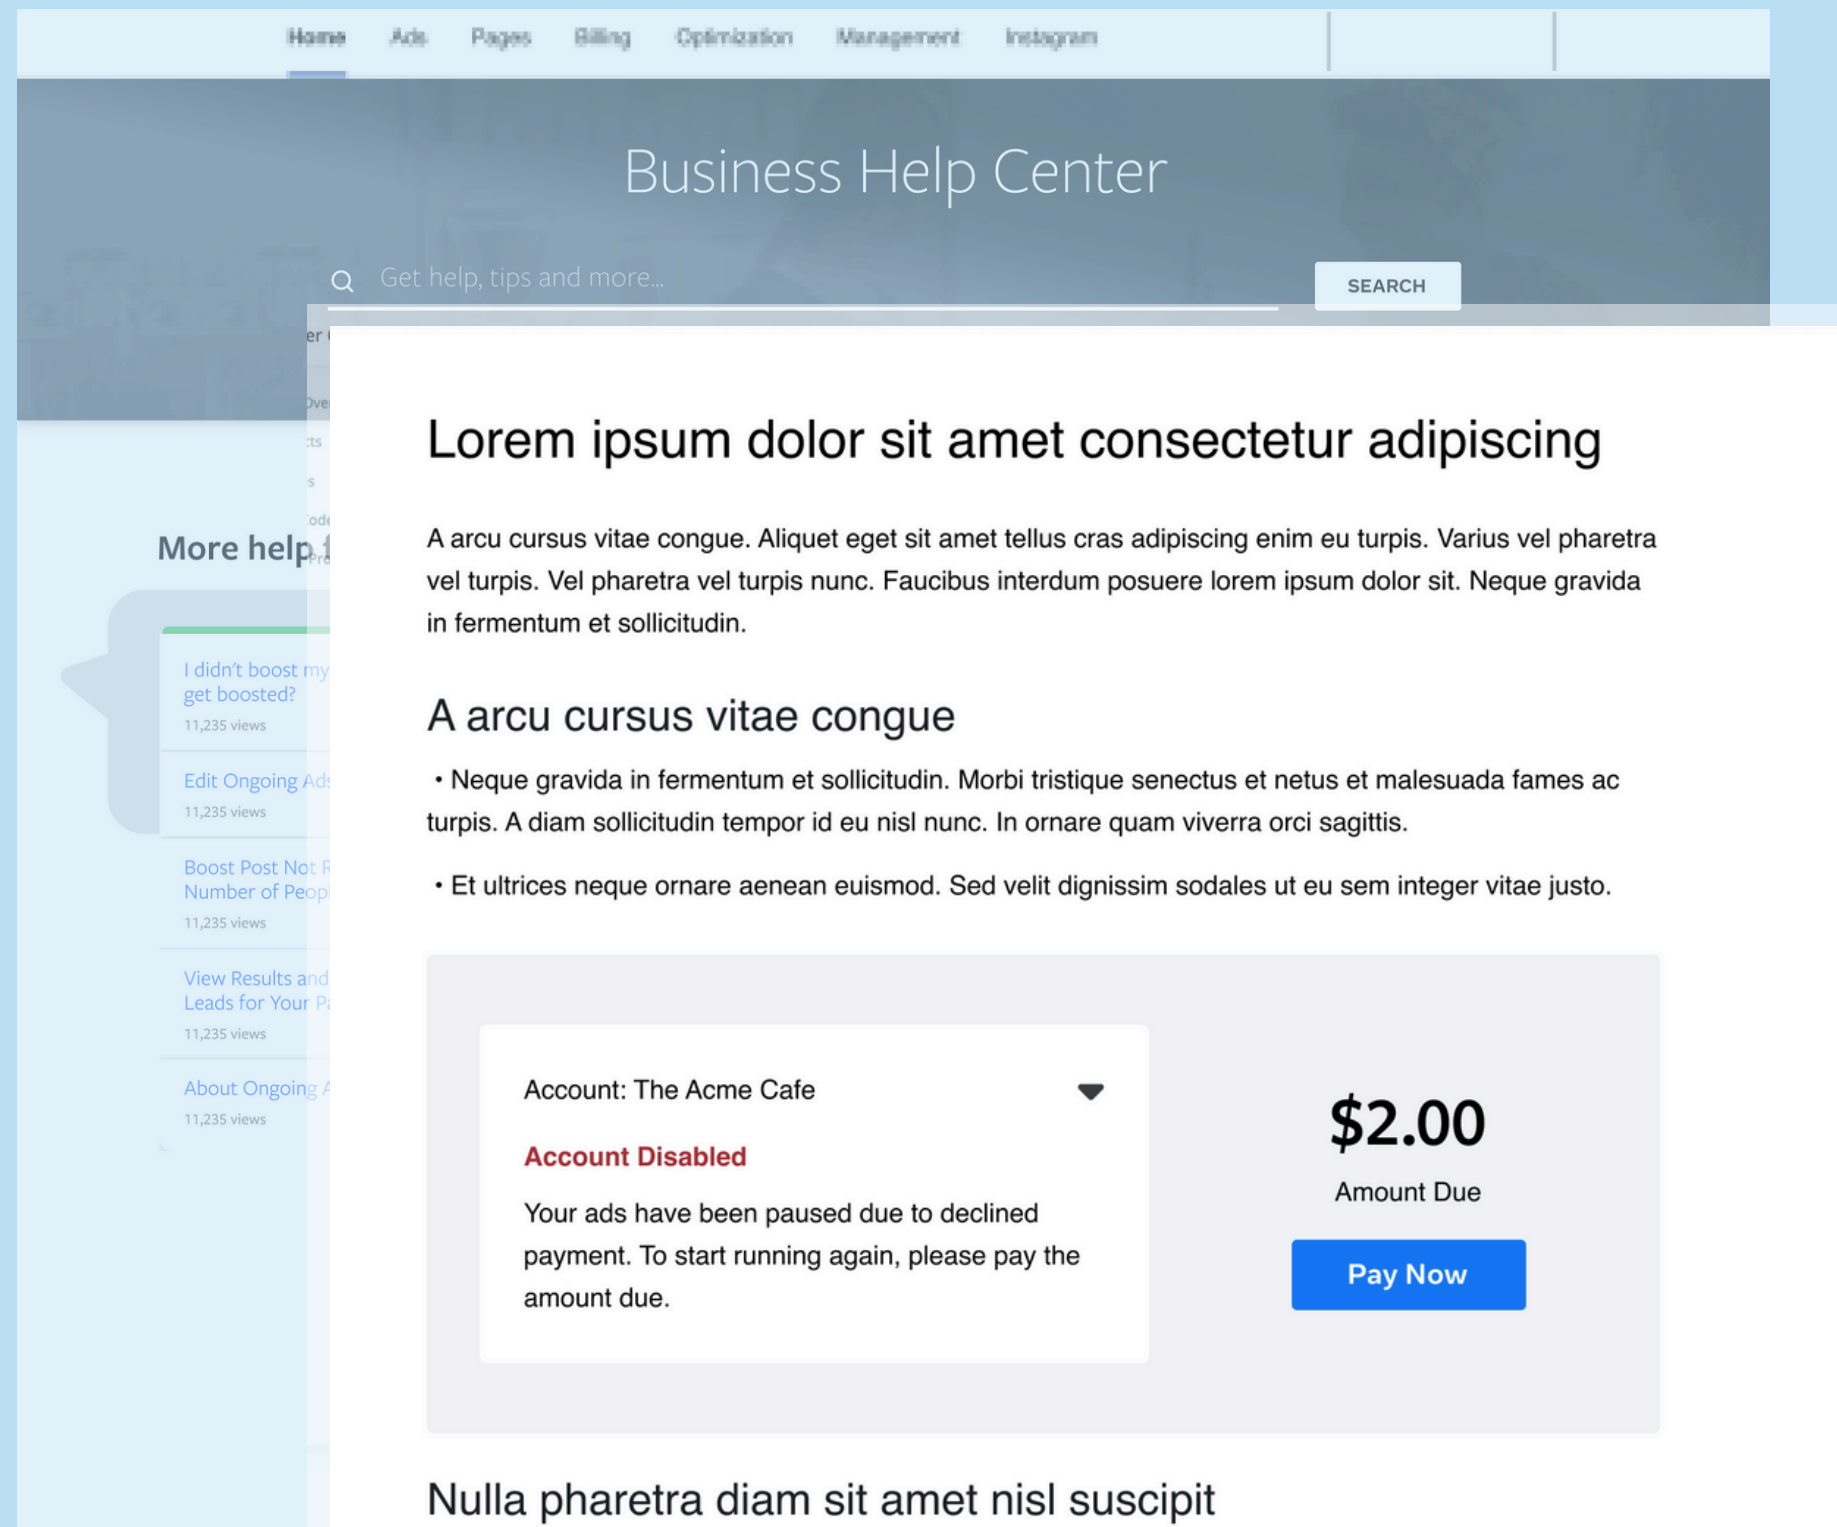 Home Ads Pages Billing Optimization Management Instagram
Business Help Center
Get help, tips and more...
SEARCH
er
Ove
cts
s
Code
Pro
More help
I didn't boost my
get boosted?
11,235 views
Edit Ongoing Ads
11,235 views
Boost Post Not R
Number of Peop
11,235 views
View Results and
Leads for Your Pa
11,235 views
About Ongoing A
11,235 views
Lorem ipsum dolor sit amet consectetur adipiscing
A arcu cursus vitae congue. Aliquet eget sit amet tellus cras adipiscing enim eu turpis. Varius vel pharetra
vel turpis. Vel pharetra vel turpis nunc. Faucibus interdum posuere lorem ipsum dolor sit. Neque gravida
in fermentum et sollicitudin.
A arcu cursus vitae congue
• Neque gravida in fermentum et sollicitudin. Morbi tristique senectus et netus et malesuada fames ac
turpis. A diam sollicitudin tempor id eu nisl nunc. In ornare quam viverra orci sagittis.
• Et ultrices neque ornare aenean euismod. Sed velit dignissim sodales ut eu sem integer vitae justo.
Account: The Acme Cafe
Account Disabled
Your ads have been paused due to declined
payment. To start running again, please pay the
amount due.
$2.00
Amount Due
Pay Now
Nulla pharetra diam sit amet nisl suscipit